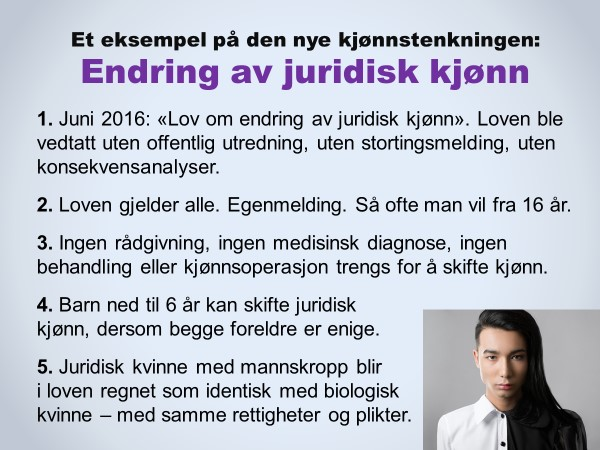 Et eksempel på den nye kjønnstenkningen:
Endring av juridisk kjønn
1. Juni 2016: «Lov om endring av juridisk kjønn». Loven ble
vedtatt uten offentlig utredning, uten stortingsmelding, uten
konsekvensanalyser.
2. Loven gjelder alle. Egenmelding. Så ofte man vil fra 16 år.
3. Ingen rådgivning, ingen medisinsk diagnose, ingen
behandling eller kjønnsoperasjon trengs for å skifte kjønn.
4. Barn ned til 6 år kan skifte juridisk
kjønn, dersom begge foreldre er enige.
5. Juridisk kvinne med mannskropp blir
i loven regnet som identisk med biologisk
kvinne – med samme rettigheter og plikter.